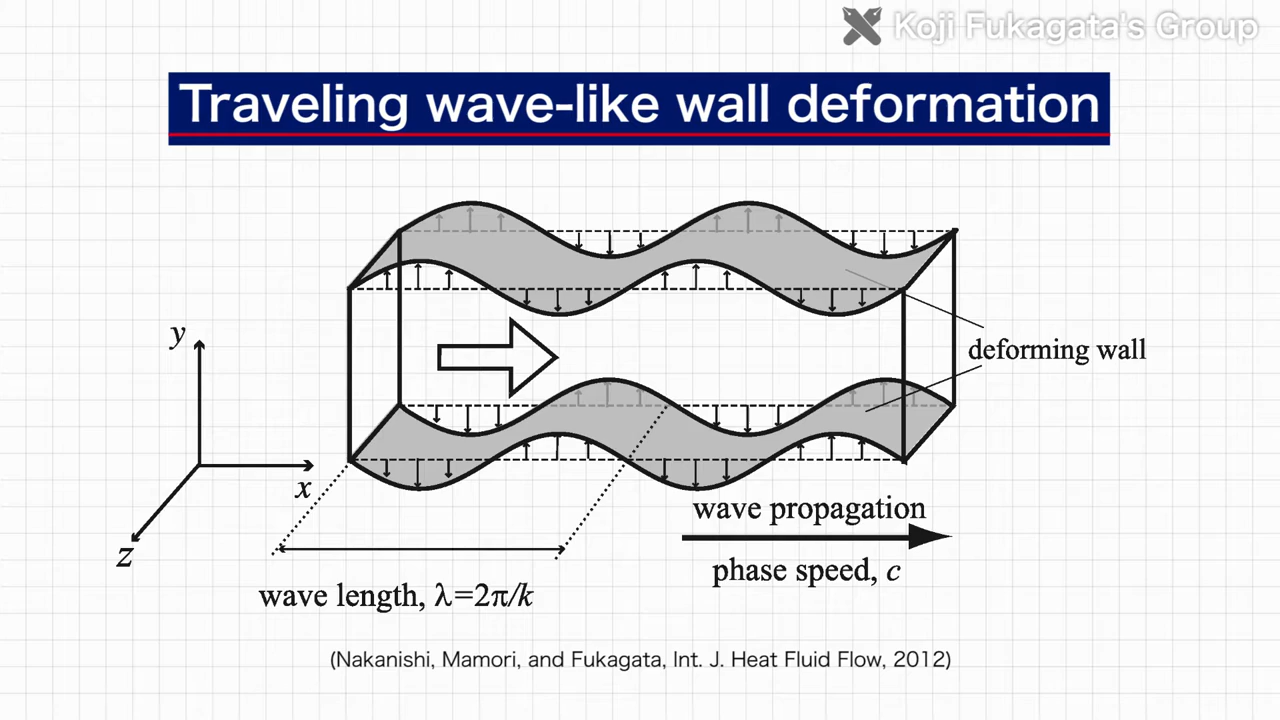 Koji Fukagata's Group
Traveling wave-like wall deformation
y
deforming wall
x
z
wave propagation
phase speed, c
wave length, λ=2π/k
(Nakanishi, Mamori, and Fukagata, Int. J. Heat Fluid Flow, 2012)